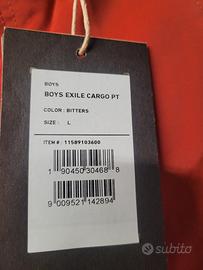 BOYS
BOYS EXILE CARGO PT
COLOR : BITTERS
SIZE : L
ITEM # : 11589103600
1 90450 30468 8
9 009521 142894
subito